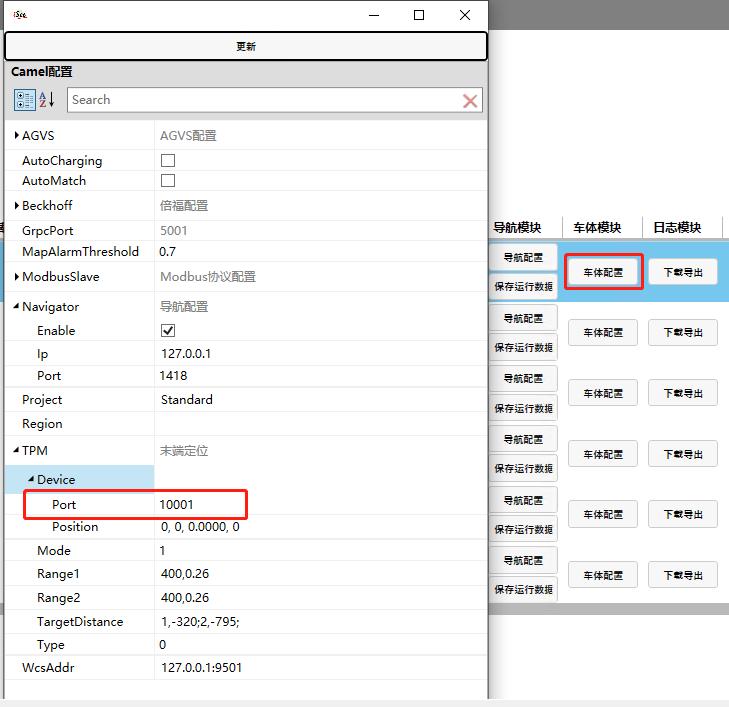 更新
Camel配置
Search
AGVS AGVS配置
AutoCharging
AutoMatch
Beckhoff 倍福配置
GrpcPort 5001
MapAlarmThreshold 0.7
ModbusSlave Modbus协议配置
Navigator 导航配置
Enable
Ip 127.0.0.1
Port 1418
Project Standard
Region
TPM 末端定位
Device
Port 10001
Position 0, 0, 0.0000, 0
Mode 1
Range1 400,0.26
Range2 400,0.26
TargetDistance 1,-320;2,-795;
Type 0
WcsAddr 127.0.0.1:9501
导航模块 车体模块 日志模块
导航配置
车体配置 下载导出
保存运行数据
导航配置
车体配置 下载导出
保存运行数据
导航配置
车体配置 下载导出
保存运行数据
导航配置
车体配置 下载导出
保存运行数据
导航配置
车体配置 下载导出
保存运行数据
导航配置
车体配置 下载导出
保存运行数据